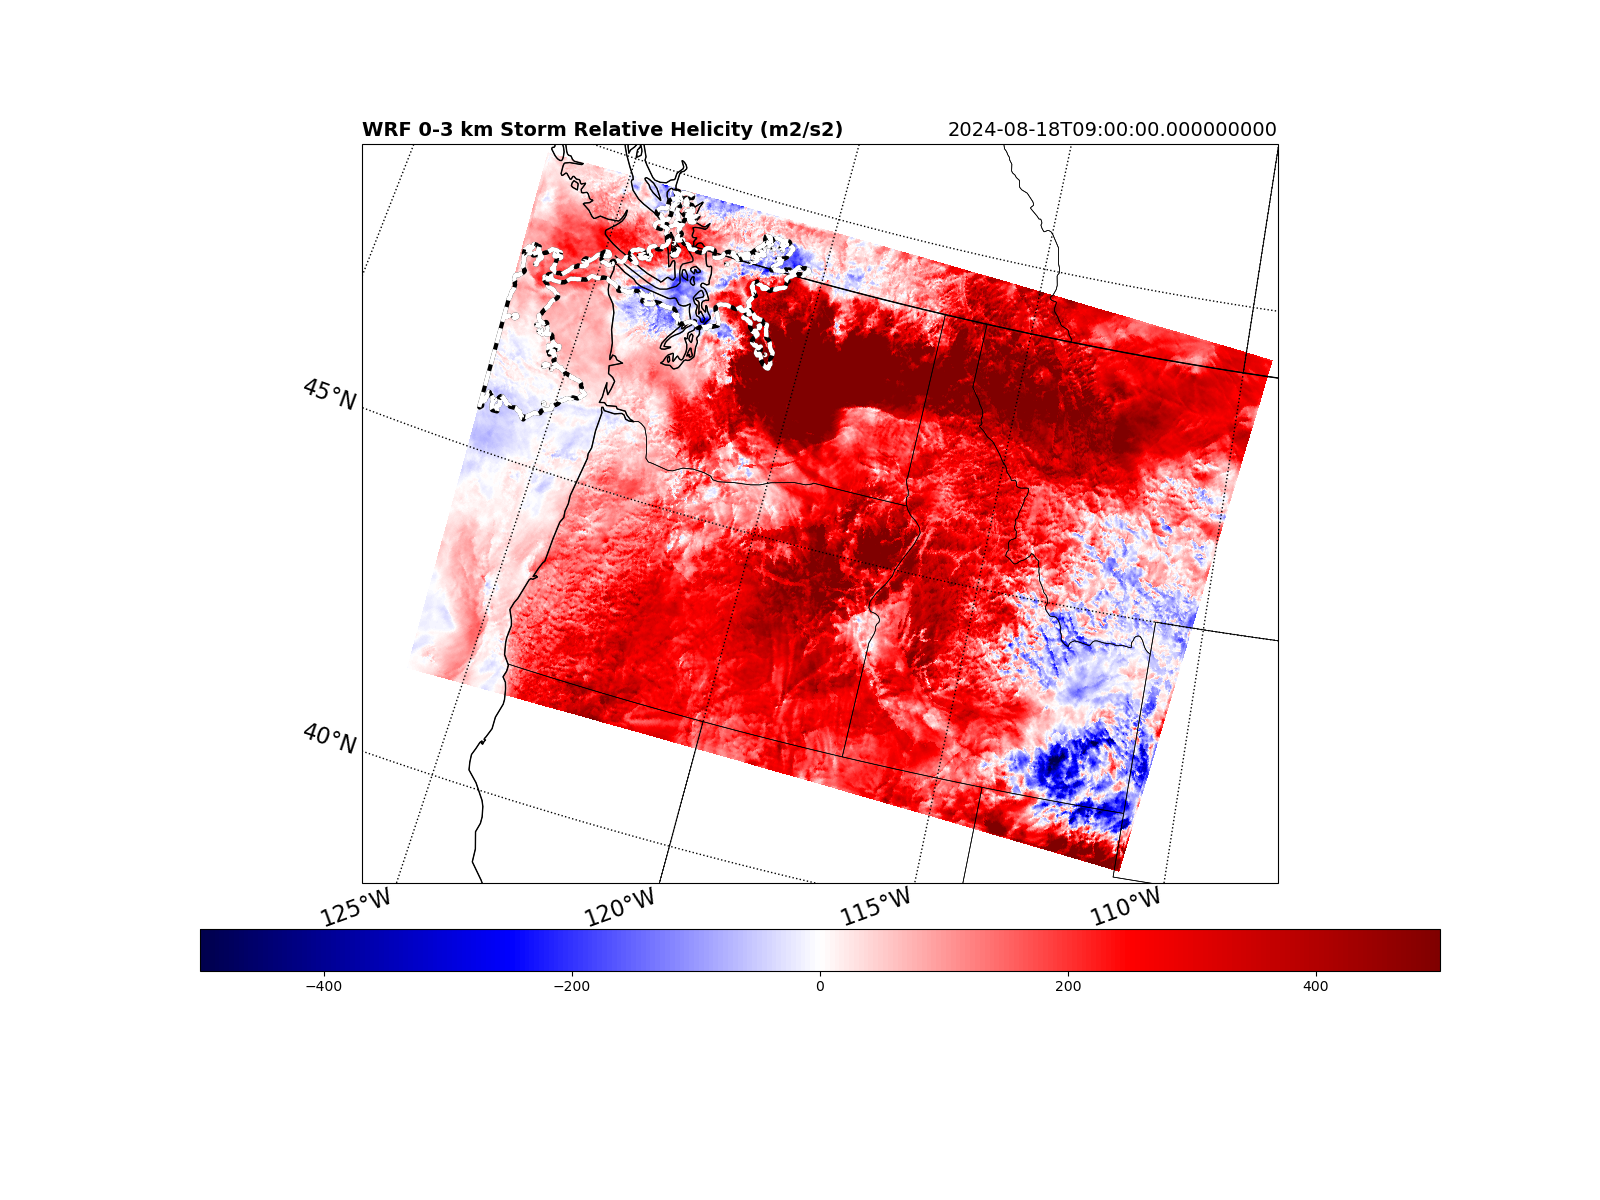 WRF 0-3 km Storm Relative Helicity (m2/s2) 2024-08-18T09:00:00.000000000
45°N
40°N
125°W 120°W 115°W 110°W
−400 −200 0 200 400